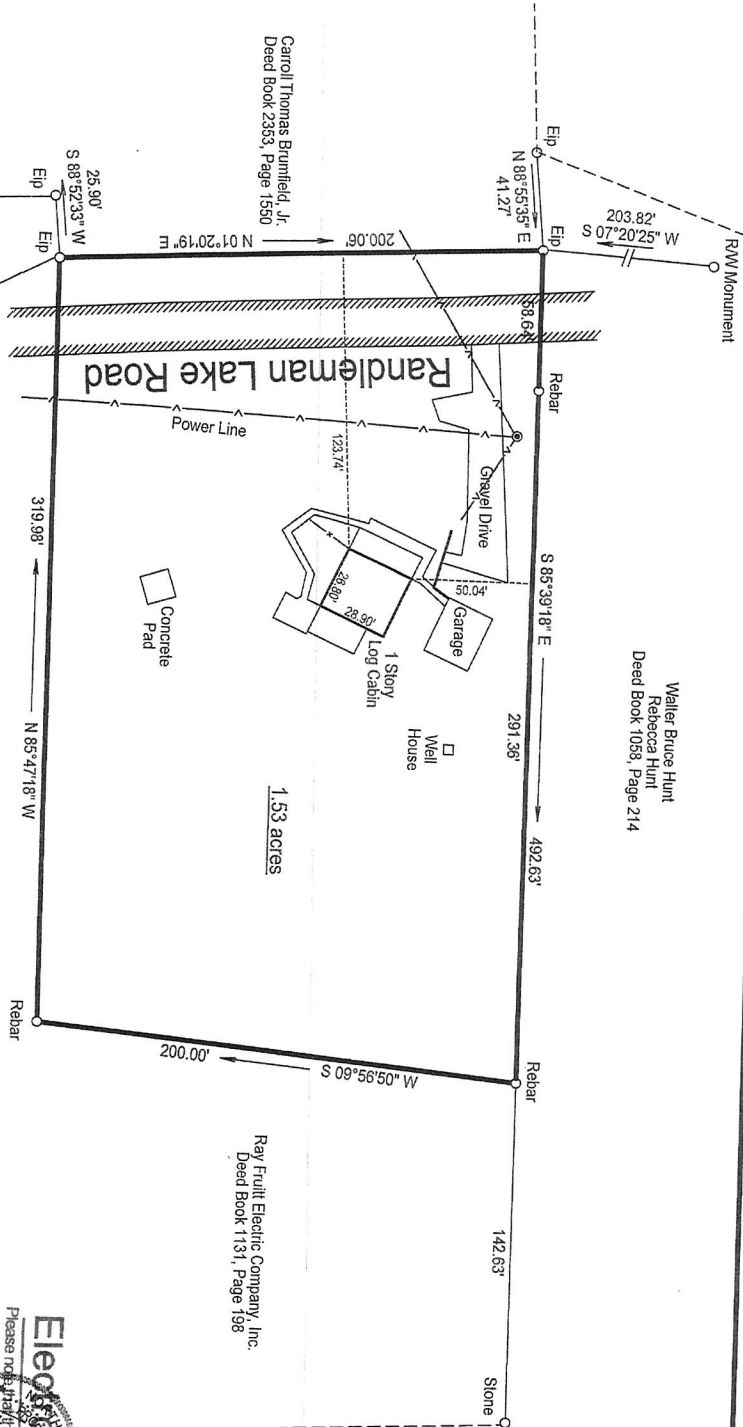 R/W Monument
203.82'
S 07°20'25" W
Eip
N 88°55'35" E
41.27'
Eip
58.64'
Rebar
S 85°39'18" E
291.36'
492.63'
Rebar
142.63'
Stone
Walter Bruce Hunt
Rebecca Hunt
Deed Book 1058, Page 214
Carroll Thomas Brumfield, Jr.
Deed Book 2353, Page 1550
N 01°20'19" E
200.06'
Randleman Lake Road
Power Line
123.74'
Gravel Drive
50.04'
Garage
26.80'
28.90'
1 Story
Log Cabin
Well
House
Concrete
Pad
1.53 acres
S 09°56'50" W
200.00'
Ray Fruitt Electric Company, Inc.
Deed Book 1131, Page 198
25.90'
S 88°52'33" W
Eip
Eip
319.98'
N 85°47'18" W
Rebar
Please note that